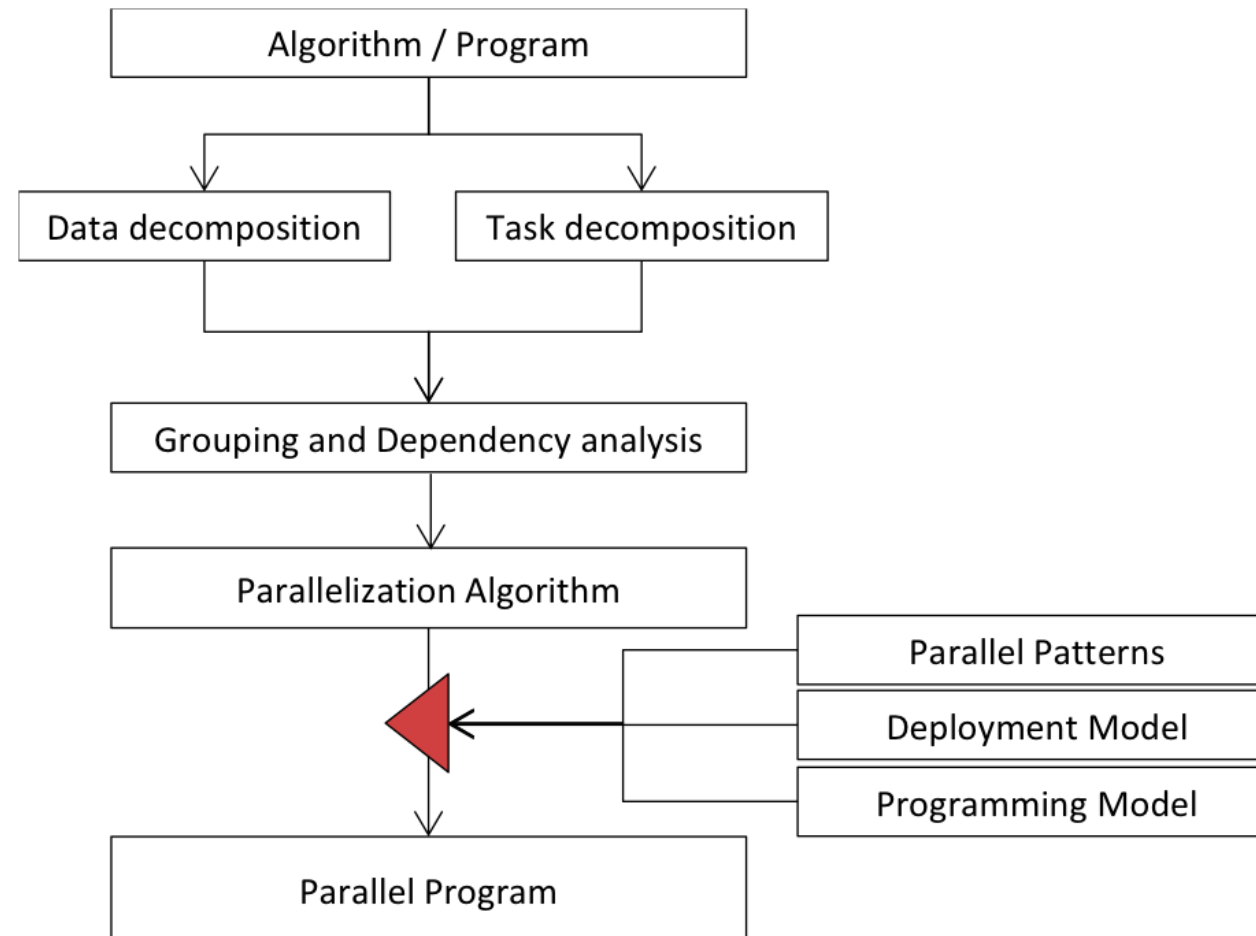 Algorithm / Program
Data decomposition
Task decomposition
Grouping and Dependency analysis
Parallelization Algorithm
Parallel Patterns
Deployment Model
Programming Model
Parallel Program